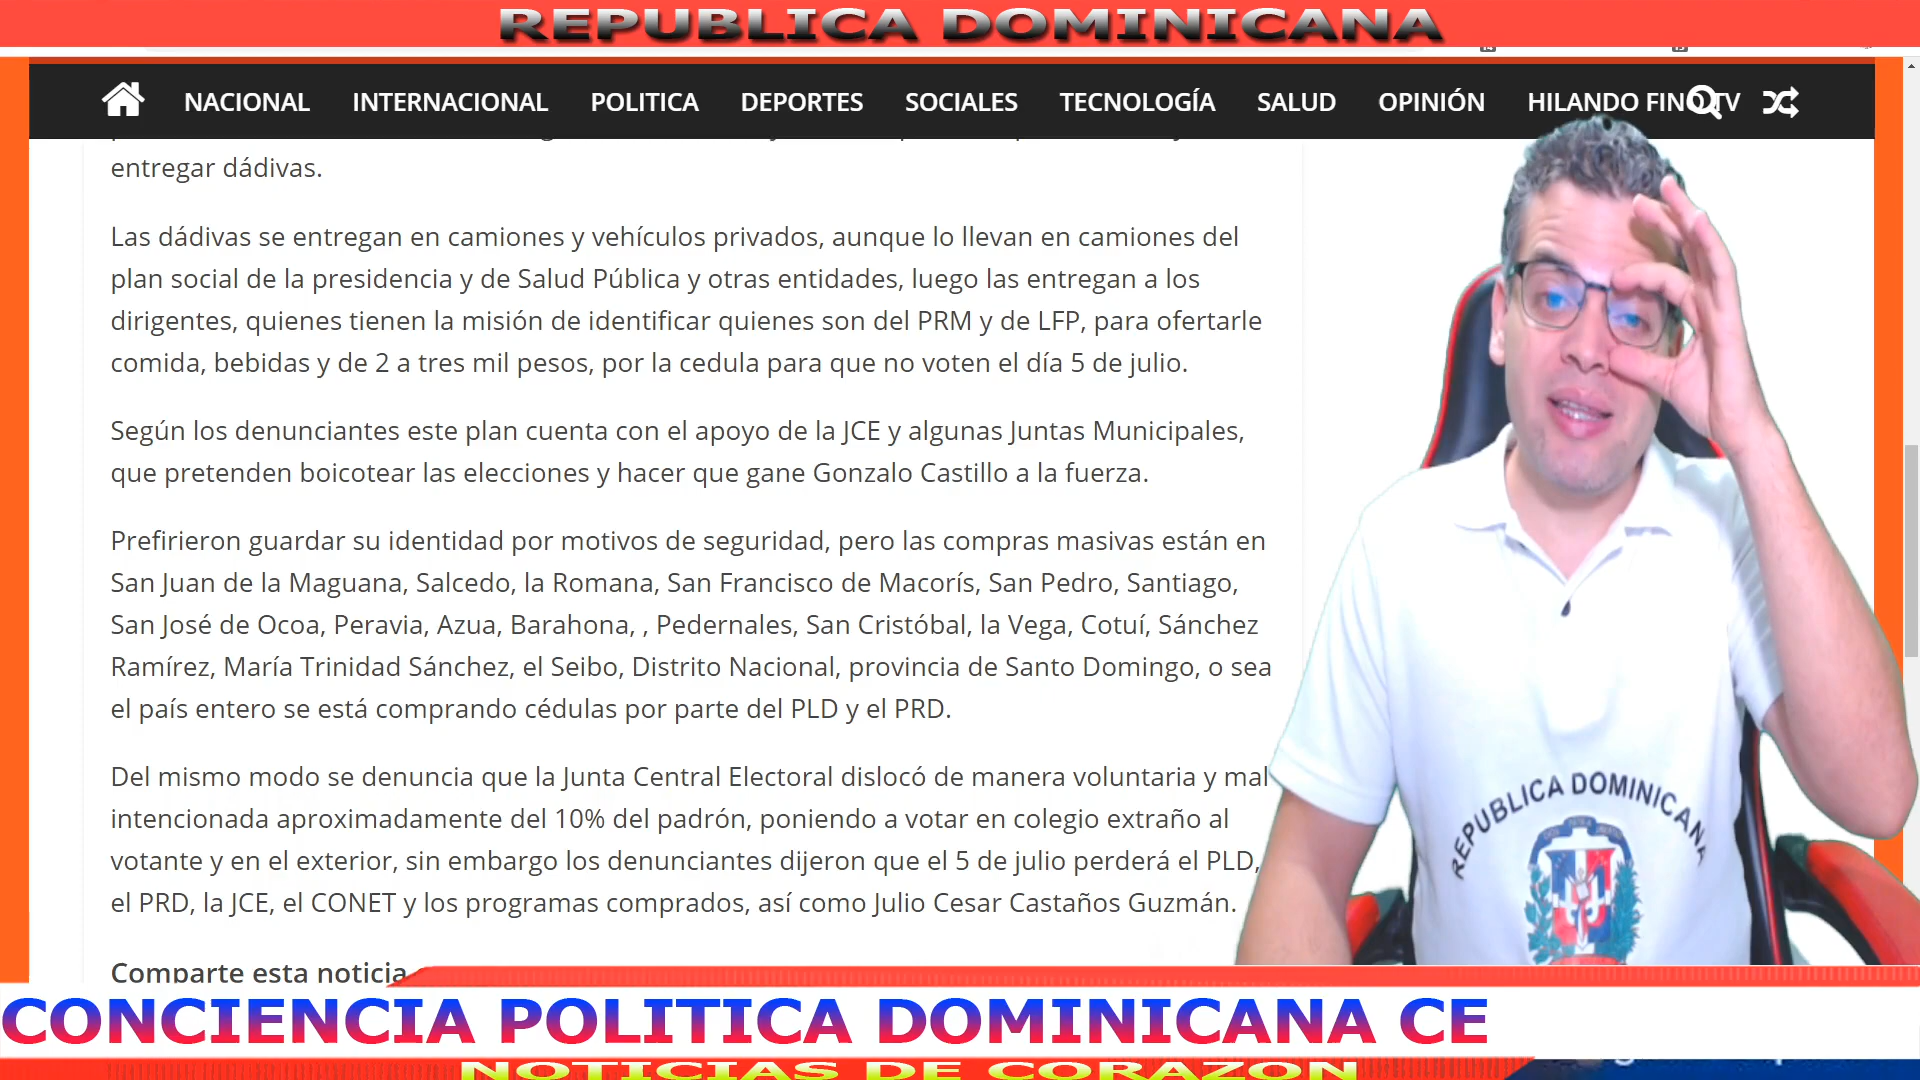 REPUBLICA DOMINICANA
NACIONAL INTERNACIONAL POLITICA DEPORTES SOCIALES TECNOLOGÍA SALUD OPINIÓN HILANDO FINO TV
entregar dádivas.
Las dádivas se entregan en camiones y vehículos privados, aunque lo llevan en camiones del
plan social de la presidencia y de Salud Pública y otras entidades, luego las entregan a los
dirigentes, quienes tienen la misión de identificar quienes son del PRM y de LFP, para ofertarle
comida, bebidas y de 2 a tres mil pesos, por la cedula para que no voten el día 5 de julio.
Según los denunciantes este plan cuenta con el apoyo de la JCE y algunas Juntas Municipales,
que pretenden boicotear las elecciones y hacer que gane Gonzalo Castillo a la fuerza.
Prefirieron guardar su identidad por motivos de seguridad, pero las compras masivas están en
San Juan de la Maguana, Salcedo, la Romana, San Francisco de Macorís, San Pedro, Santiago,
San José de Ocoa, Peravia, Azua, Barahona, , Pedernales, San Cristóbal, la Vega, Cotuí, Sánchez
Ramírez, María Trinidad Sánchez, el Seibo, Distrito Nacional, provincia de Santo Domingo, o sea
el país entero se está comprando cédulas por parte del PLD y el PRD.
Del mismo modo se denuncia que la Junta Central Electoral dislocó de manera voluntaria y mal
intencionada aproximadamente del 10% del padrón, poniendo a votar en colegio extraño al
votante y en el exterior, sin embargo los denunciantes dijeron que el 5 de julio perderá el PLD,
el PRD, la JCE, el CONET y los programas comprados, así como Julio Cesar Castaños Guzmán.
REPUBLICA DOMINICANA
Comparte esta noticia
CONCIENCIA POLITICA DOMINICANA CE
NOTICIAS DE CORAZON